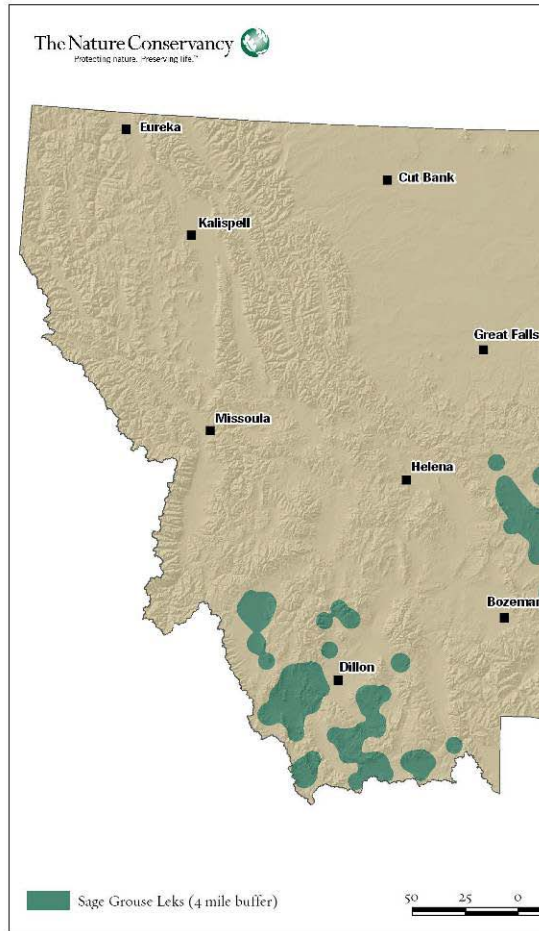 The Nature Conservancy
Protecting nature. Preserving life.™
Eureka
Cut Bank
Kalispell
Great Falls
Missoula
Helena
Bozeman
Dillon
Sage Grouse Leks (4 mile buffer)
50 25 0